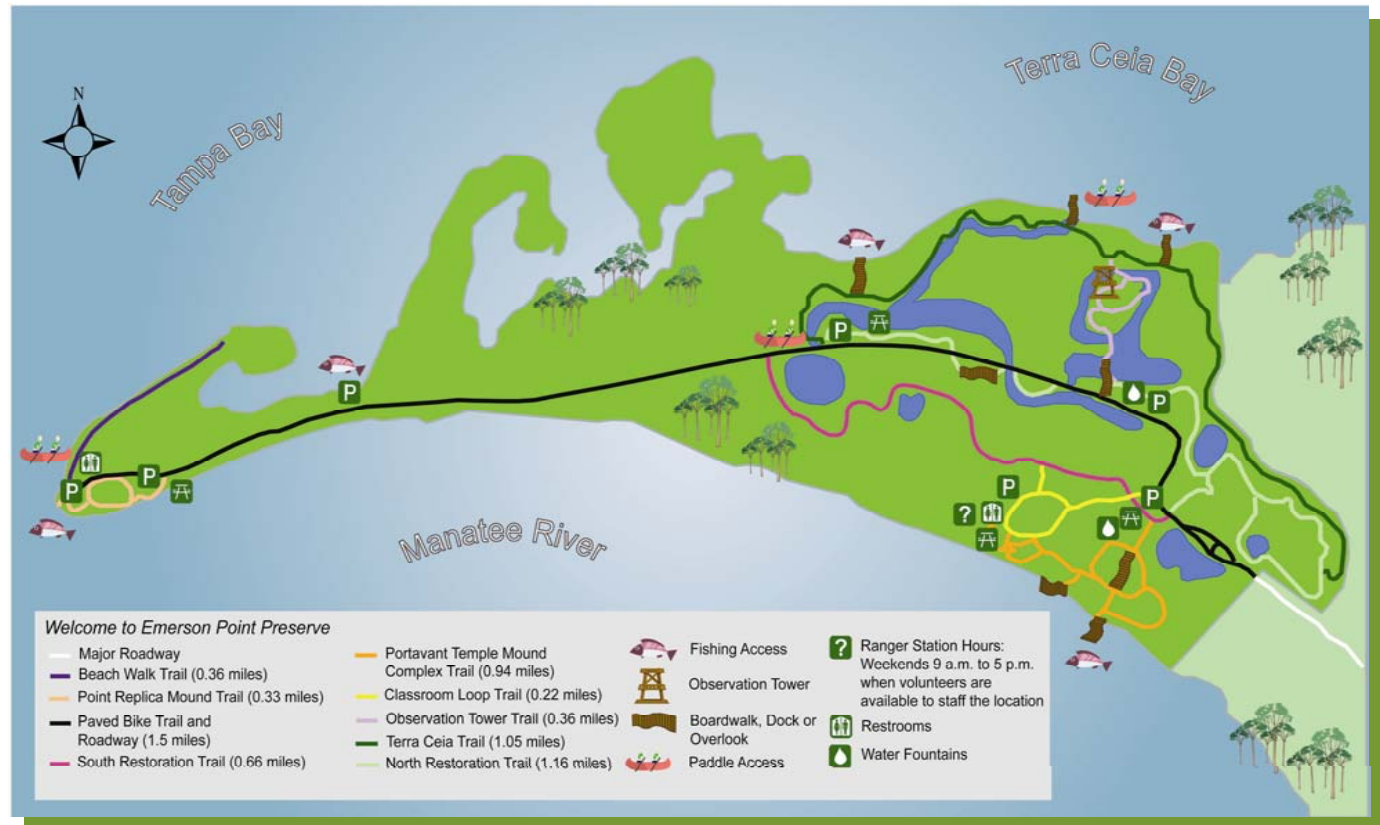 Terra Ceia Bay
N
Tampa Bay
P
P
P
P
P
P
P
P
?
Manatee River
Welcome to Emerson Point Preserve
Major Roadway
Beach Walk Trail (0.36 miles)
Point Replica Mound Trail (0.33 miles)
Paved Bike Trail and
Roadway (1.5 miles)
South Restoration Trail (0.66 miles)
Portavant Temple Mound
Complex Trail (0.94 miles)
Classroom Loop Trail (0.22 miles)
Observation Tower Trail (0.36 miles)
Terra Ceia Trail (1.05 miles)
North Restoration Trail (1.16 miles)
Fishing Access
Observation Tower
Boardwalk, Dock or
Overlook
Paddle Access
?
Ranger Station Hours:
Weekends 9 a.m. to 5 p.m.
when volunteers are
available to staff the location
Restrooms
Water Fountains